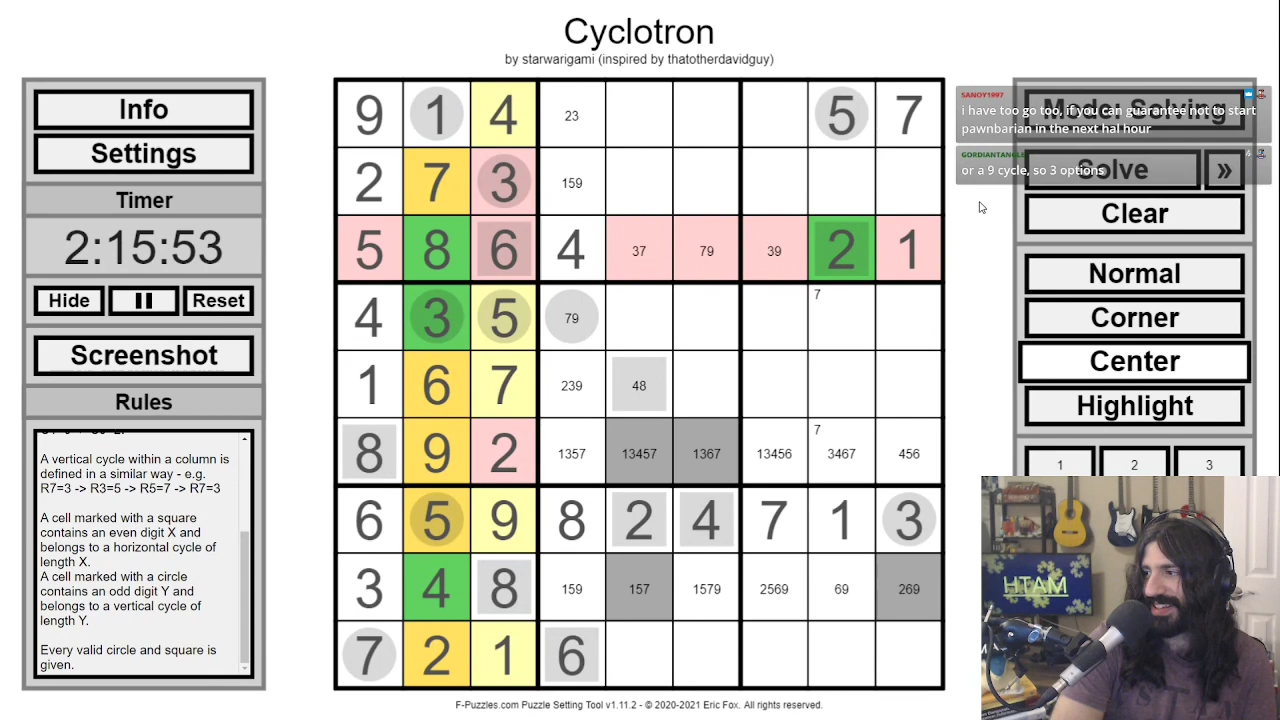 Cyclotron
by starwarigami (inspired by thatotherdavidguy)
Info
Settings
Timer
2:15:53
Hide
Reset
Screenshot
Rules
A vertical cycle within a column is
defined in a similar way - e.g.
R7=3 -> R3=5 -> R5=7 -> R7=3
A cell marked with a square
contains an even digit X and
belongs to a horizontal cycle of
length X.
A cell marked with a circle
contains an odd digit Y and
belongs to a vertical cycle of
length Y.
Every valid circle and square is
given.
9 1 4 23 5 7
2 7 3 159
5 8 6 4 37 79 39 2 1
4 3 5 79 7
1 6 7 239 48
8 9 2 1357 13457 1367 13456 7 3467 456
6 5 9 8 2 4 7 1 3
3 4 8 159 157 1579 2569 69 269
7 2 1 6
F-Puzzles.com Puzzle Setting Tool v1.11.2 - © 2020-2021 Eric Fox. All rights reserved.
Mode: Solving
SANOY1997
i have too go too, if you can guarantee not to start
pawnbarian in the next hal hour
GORDIANTANGLE
or a 9 cycle, so 3 options
Solve »
Clear
Normal
Corner
Center
Highlight
1 2 3
HTAM